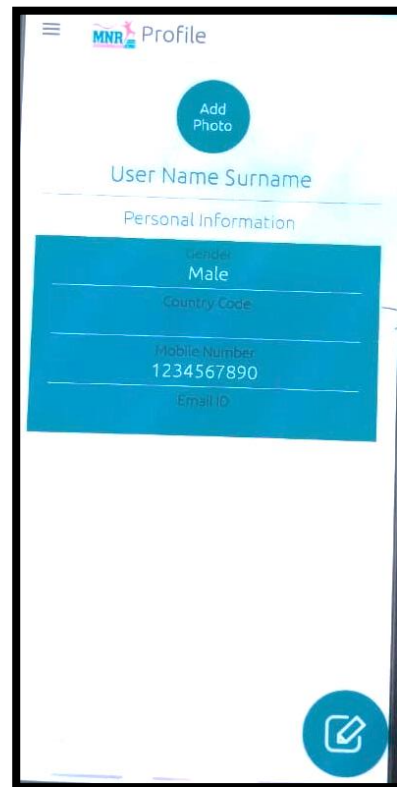 MNR Profile
Add
Photo
User Name Surname
Personal Information
Gender
Male
Country Code
Mobile Number
1234567890
Email ID